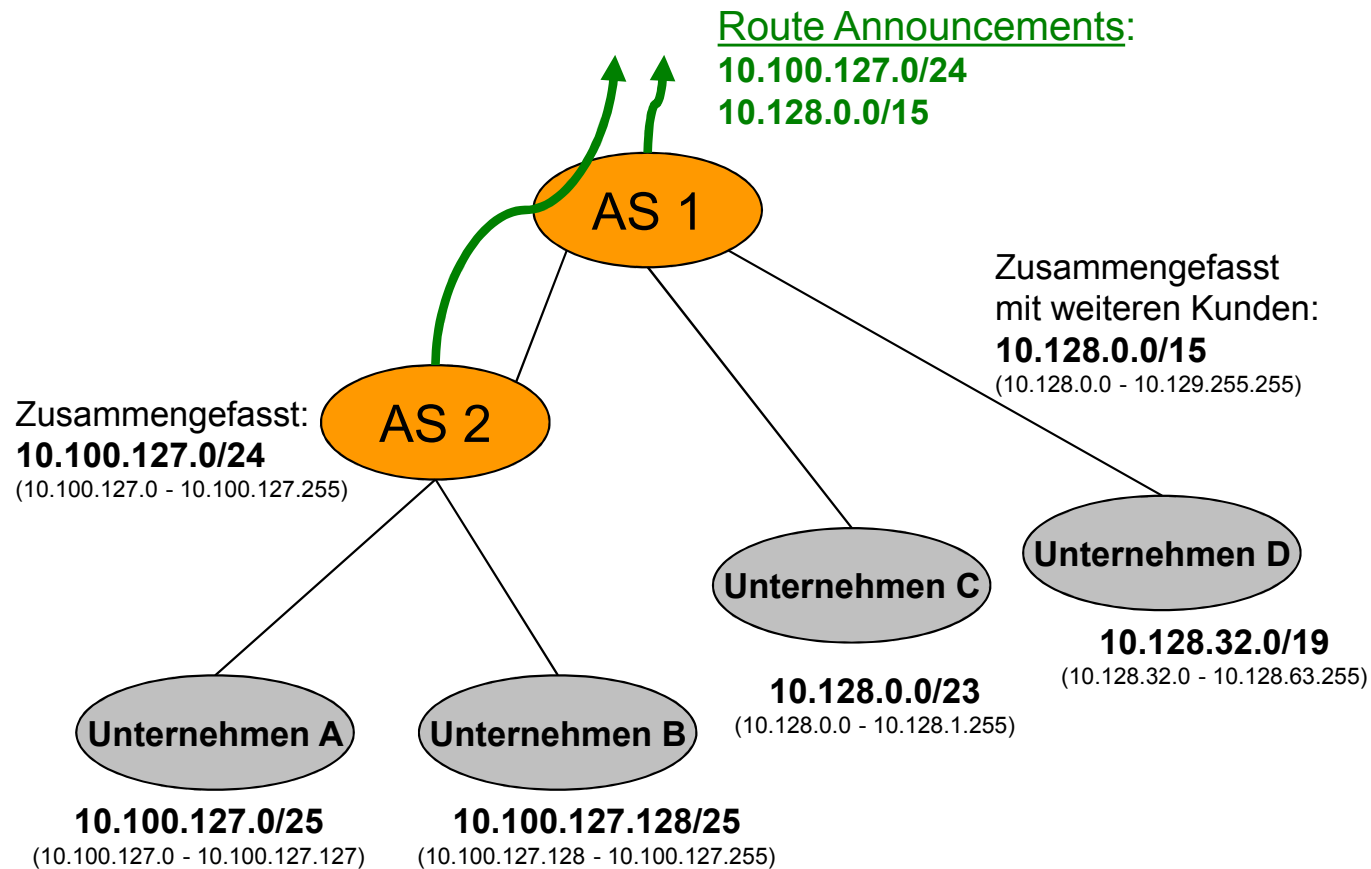 Route Announcements:
10.100.127.0/24
10.128.0.0/15
AS 1
Zusammengefasst
mit weiteren Kunden:
10.128.0.0/15
(10.128.0.0 - 10.129.255.255)
AS 2
Zusammengefasst:
10.100.127.0/24
(10.100.127.0 - 10.100.127.255)
Unternehmen C
10.128.0.0/23
(10.128.0.0 - 10.128.1.255)
Unternehmen D
10.128.32.0/19
(10.128.32.0 - 10.128.63.255)
Unternehmen A
10.100.127.0/25
(10.100.127.0 - 10.100.127.127)
Unternehmen B
10.100.127.128/25
(10.100.127.128 - 10.100.127.255)